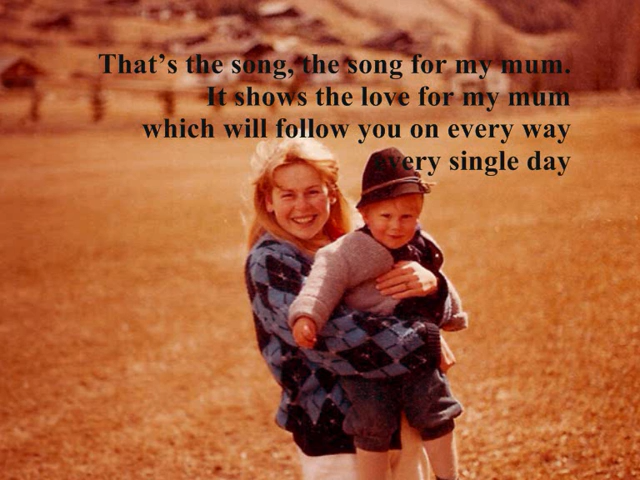 That’s the song, the song for my mum.
It shows the love for my mum
which will follow you on every way
every single day